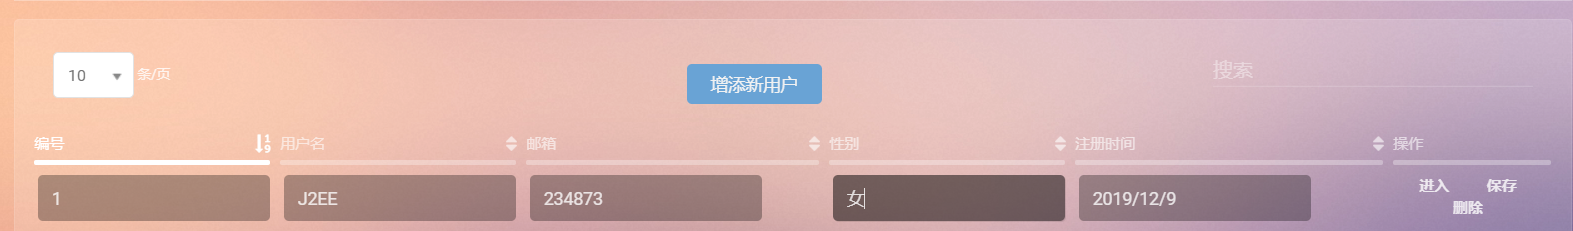 10 条/页
增添新用户
搜索
编号 用户名 邮箱 性别 注册时间 操作
1 J2EE 234873 女 2019/12/9 进入 保存
删除